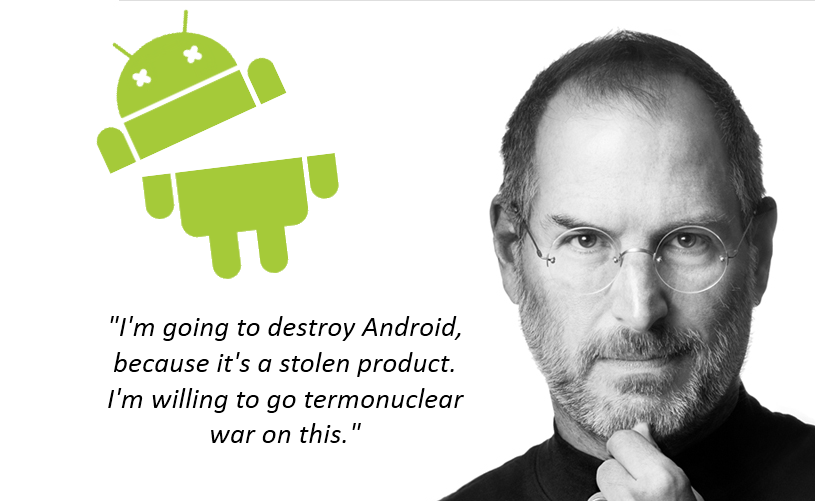 "I'm going to destroy Android,
because it's a stolen product.
I'm willing to go termonuclear
war on this."